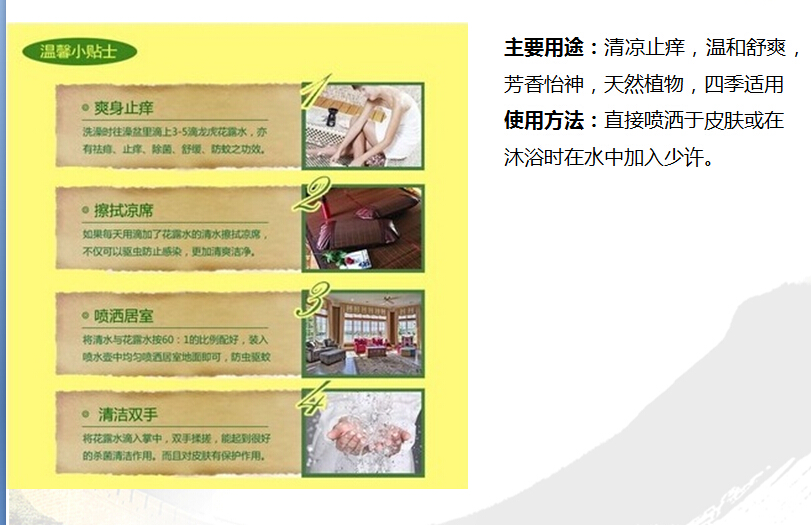 温馨小贴士
1
爽身止痒
洗澡时往澡盆里滴上3-5滴龙虎花露水，亦
有祛痱、止痒、除菌、舒缓、防蚊之功效。
2
擦拭凉席
如果每天用滴加了花露水的清水擦拭凉席，
不仅可以驱虫防止感染，更加清爽洁净。
3
喷洒居室
将清水与花露水按60：1的比例配好，装入
喷水壶中均匀喷洒居室地面即可，防虫驱蚊
4
清洁双手
将花露水滴入掌中，双手揉搓，能起到很好
的杀菌清洁作用。而且对皮肤有保护作用。
主要用途：清凉止痒，温和舒爽，
芳香怡神，天然植物，四季适用
使用方法：直接喷洒于皮肤或在
沐浴时在水中加入少许。